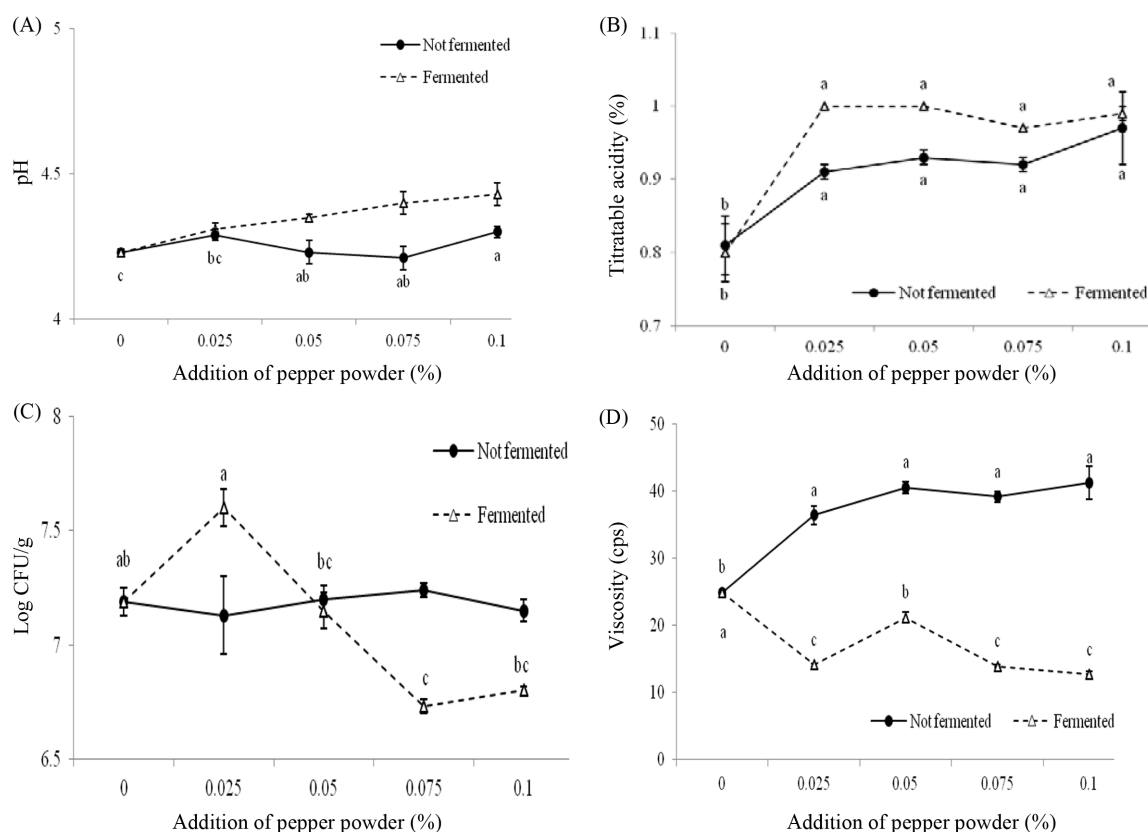 (A)
5
Not fermented
Fermented
4.5
pH
c
bc
ab
ab
a
4
0 0.025 0.05 0.075 0.1
Addition of pepper powder (%)
(B)
1.1
a a a a
1
Titratable acidity (%)
0.9
a a a a
b
0.8
b
Not fermented Fermented
0.7
0 0.025 0.05 0.075 0.1
Addition of pepper powder (%)
(C)
8
Not fermented
Fermented
a
7.5
ab
bc
Log CFU/g
7
c
bc
6.5
0 0.025 0.05 0.075 0.1
Addition of pepper powder (%)
(D)
50
a a a a
40
30
b
Viscosity (cps)
b
20
a
c c c
10
Not fermented Fermented
0
0 0.025 0.05 0.075 0.1
Addition of pepper powder (%)